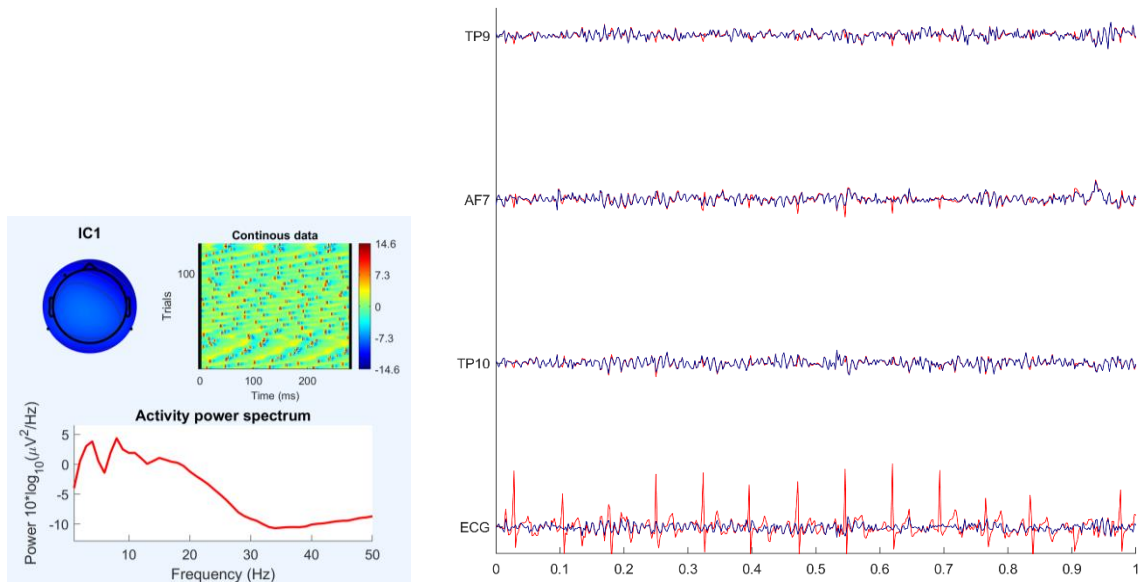 IC1
Continous data
Trials
100
14.6
7.3
0
-7.3
-14.6
0 100 200
Time (ms)
Activity power spectrum
Power 10*log10(μV2/Hz)
5
0
-5
-10
10 20 30 40 50
Frequency (Hz)
TP9
AF7
TP10
ECG
0 0.1 0.2 0.3 0.4 0.5 0.6 0.7 0.8 0.9 1